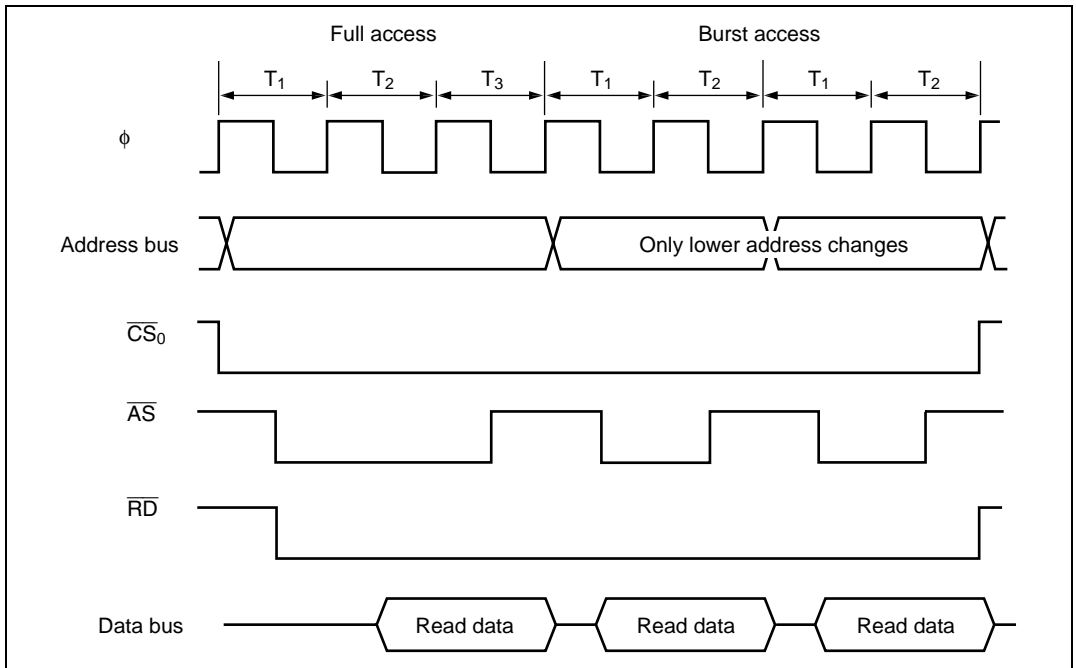 Full access Burst access
T1 T2 T3 T1 T2 T1 T2
φ
Address bus Only lower address changes
CS0
AS
RD
Data bus Read data Read data Read data